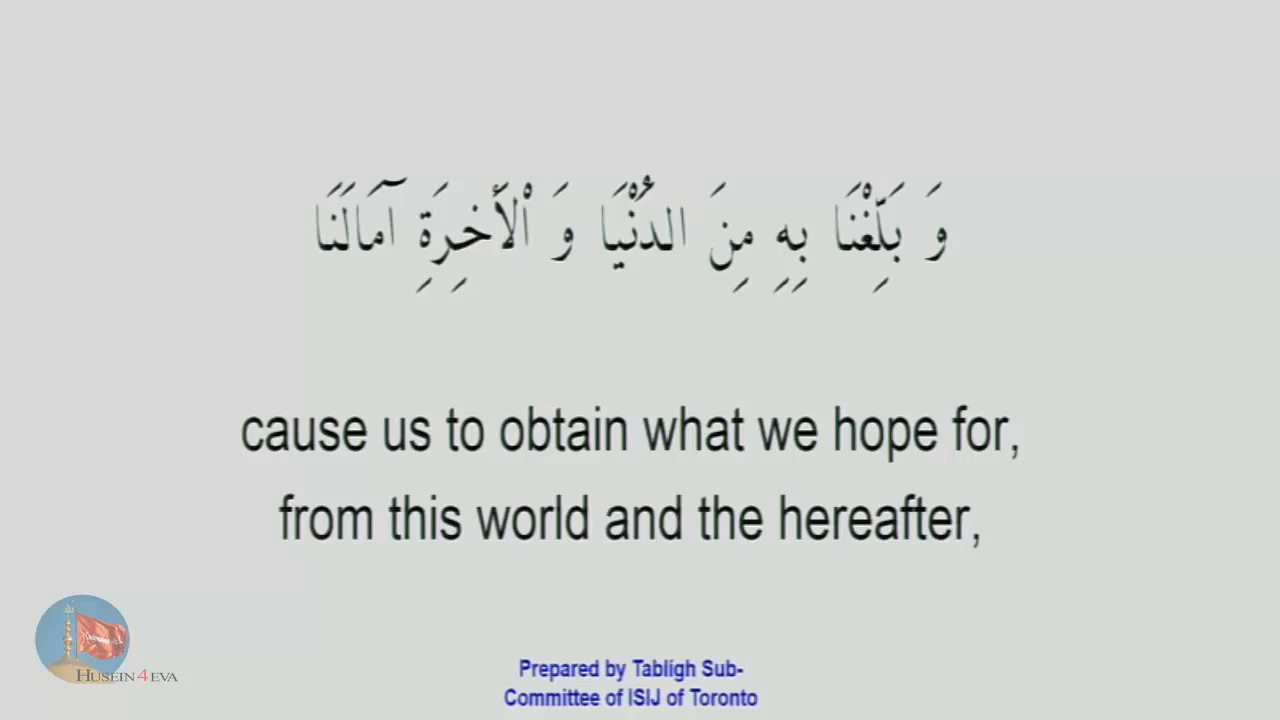 وَ بَلِّغْنَا بِهِ مِنَ الدُّنْيَا وَ الْأَخِرَةِ آمَالَنَا
cause us to obtain what we hope for,
from this world and the hereafter,
HUSEIN 4 EVA
Prepared by Tabligh Sub-
Committee of ISIJ of Toronto